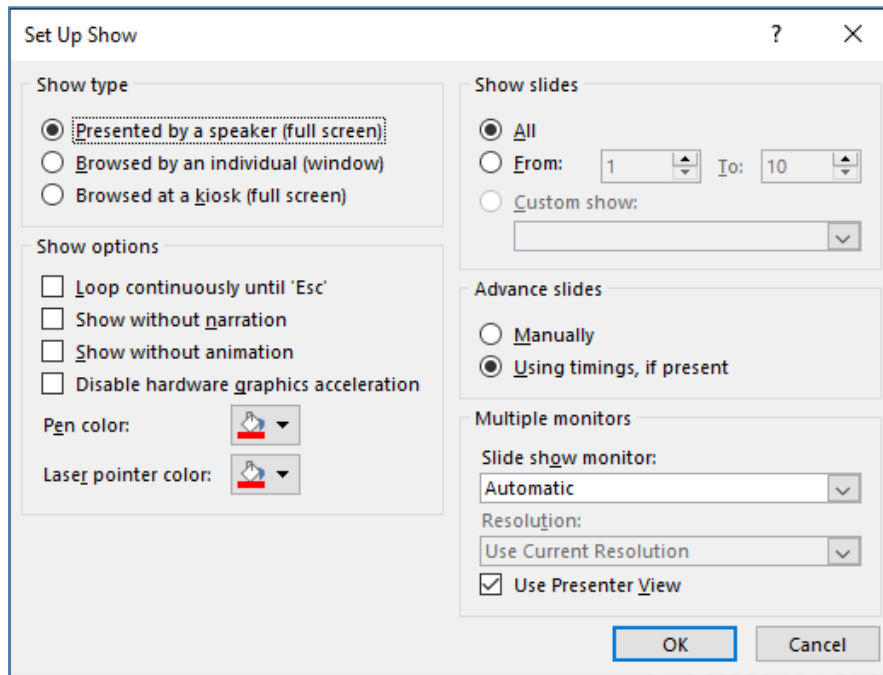 Set Up Show
Show type
Presented by a speaker (full screen)
Browsed by an individual (window)
Browsed at a kiosk (full screen)
Show options
Loop continuously until 'Esc'
Show without narration
Show without animation
Disable hardware graphics acceleration
Pen color:
Laser pointer color:
Show slides
All
From: 1 To: 10
Custom show:
Advance slides
Manually
Using timings, if present
Multiple monitors
Slide show monitor:
Automatic
Resolution:
Use Current Resolution
Use Presenter View
OK Cancel